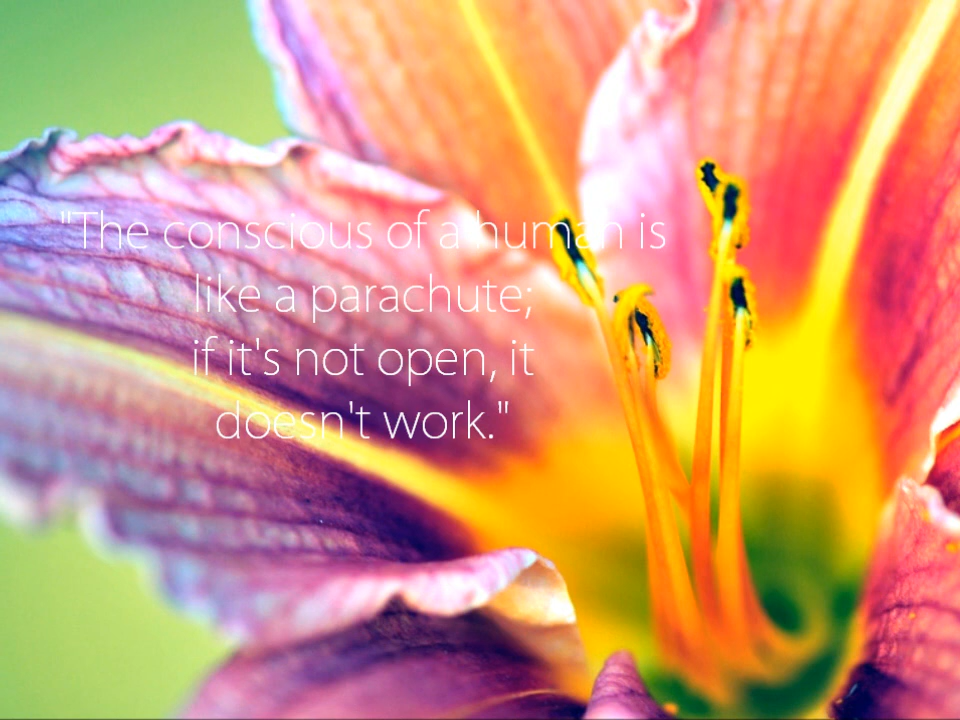 "The conscious of a human is
like a parachute;
if it's not open, it
doesn't work."